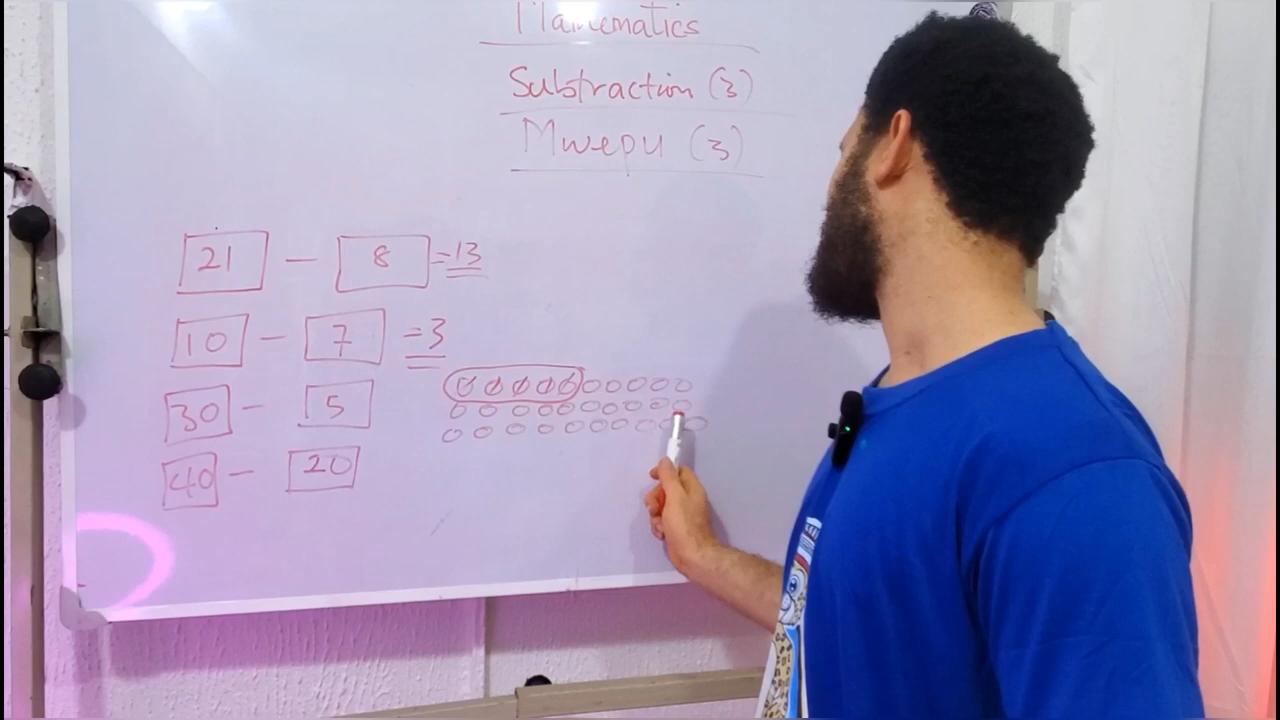 Mathematics
Subtraction (3)
Mwepu (3)
21 — 8 = 13
10 — 7 = 3
30 — 5
40 — 20